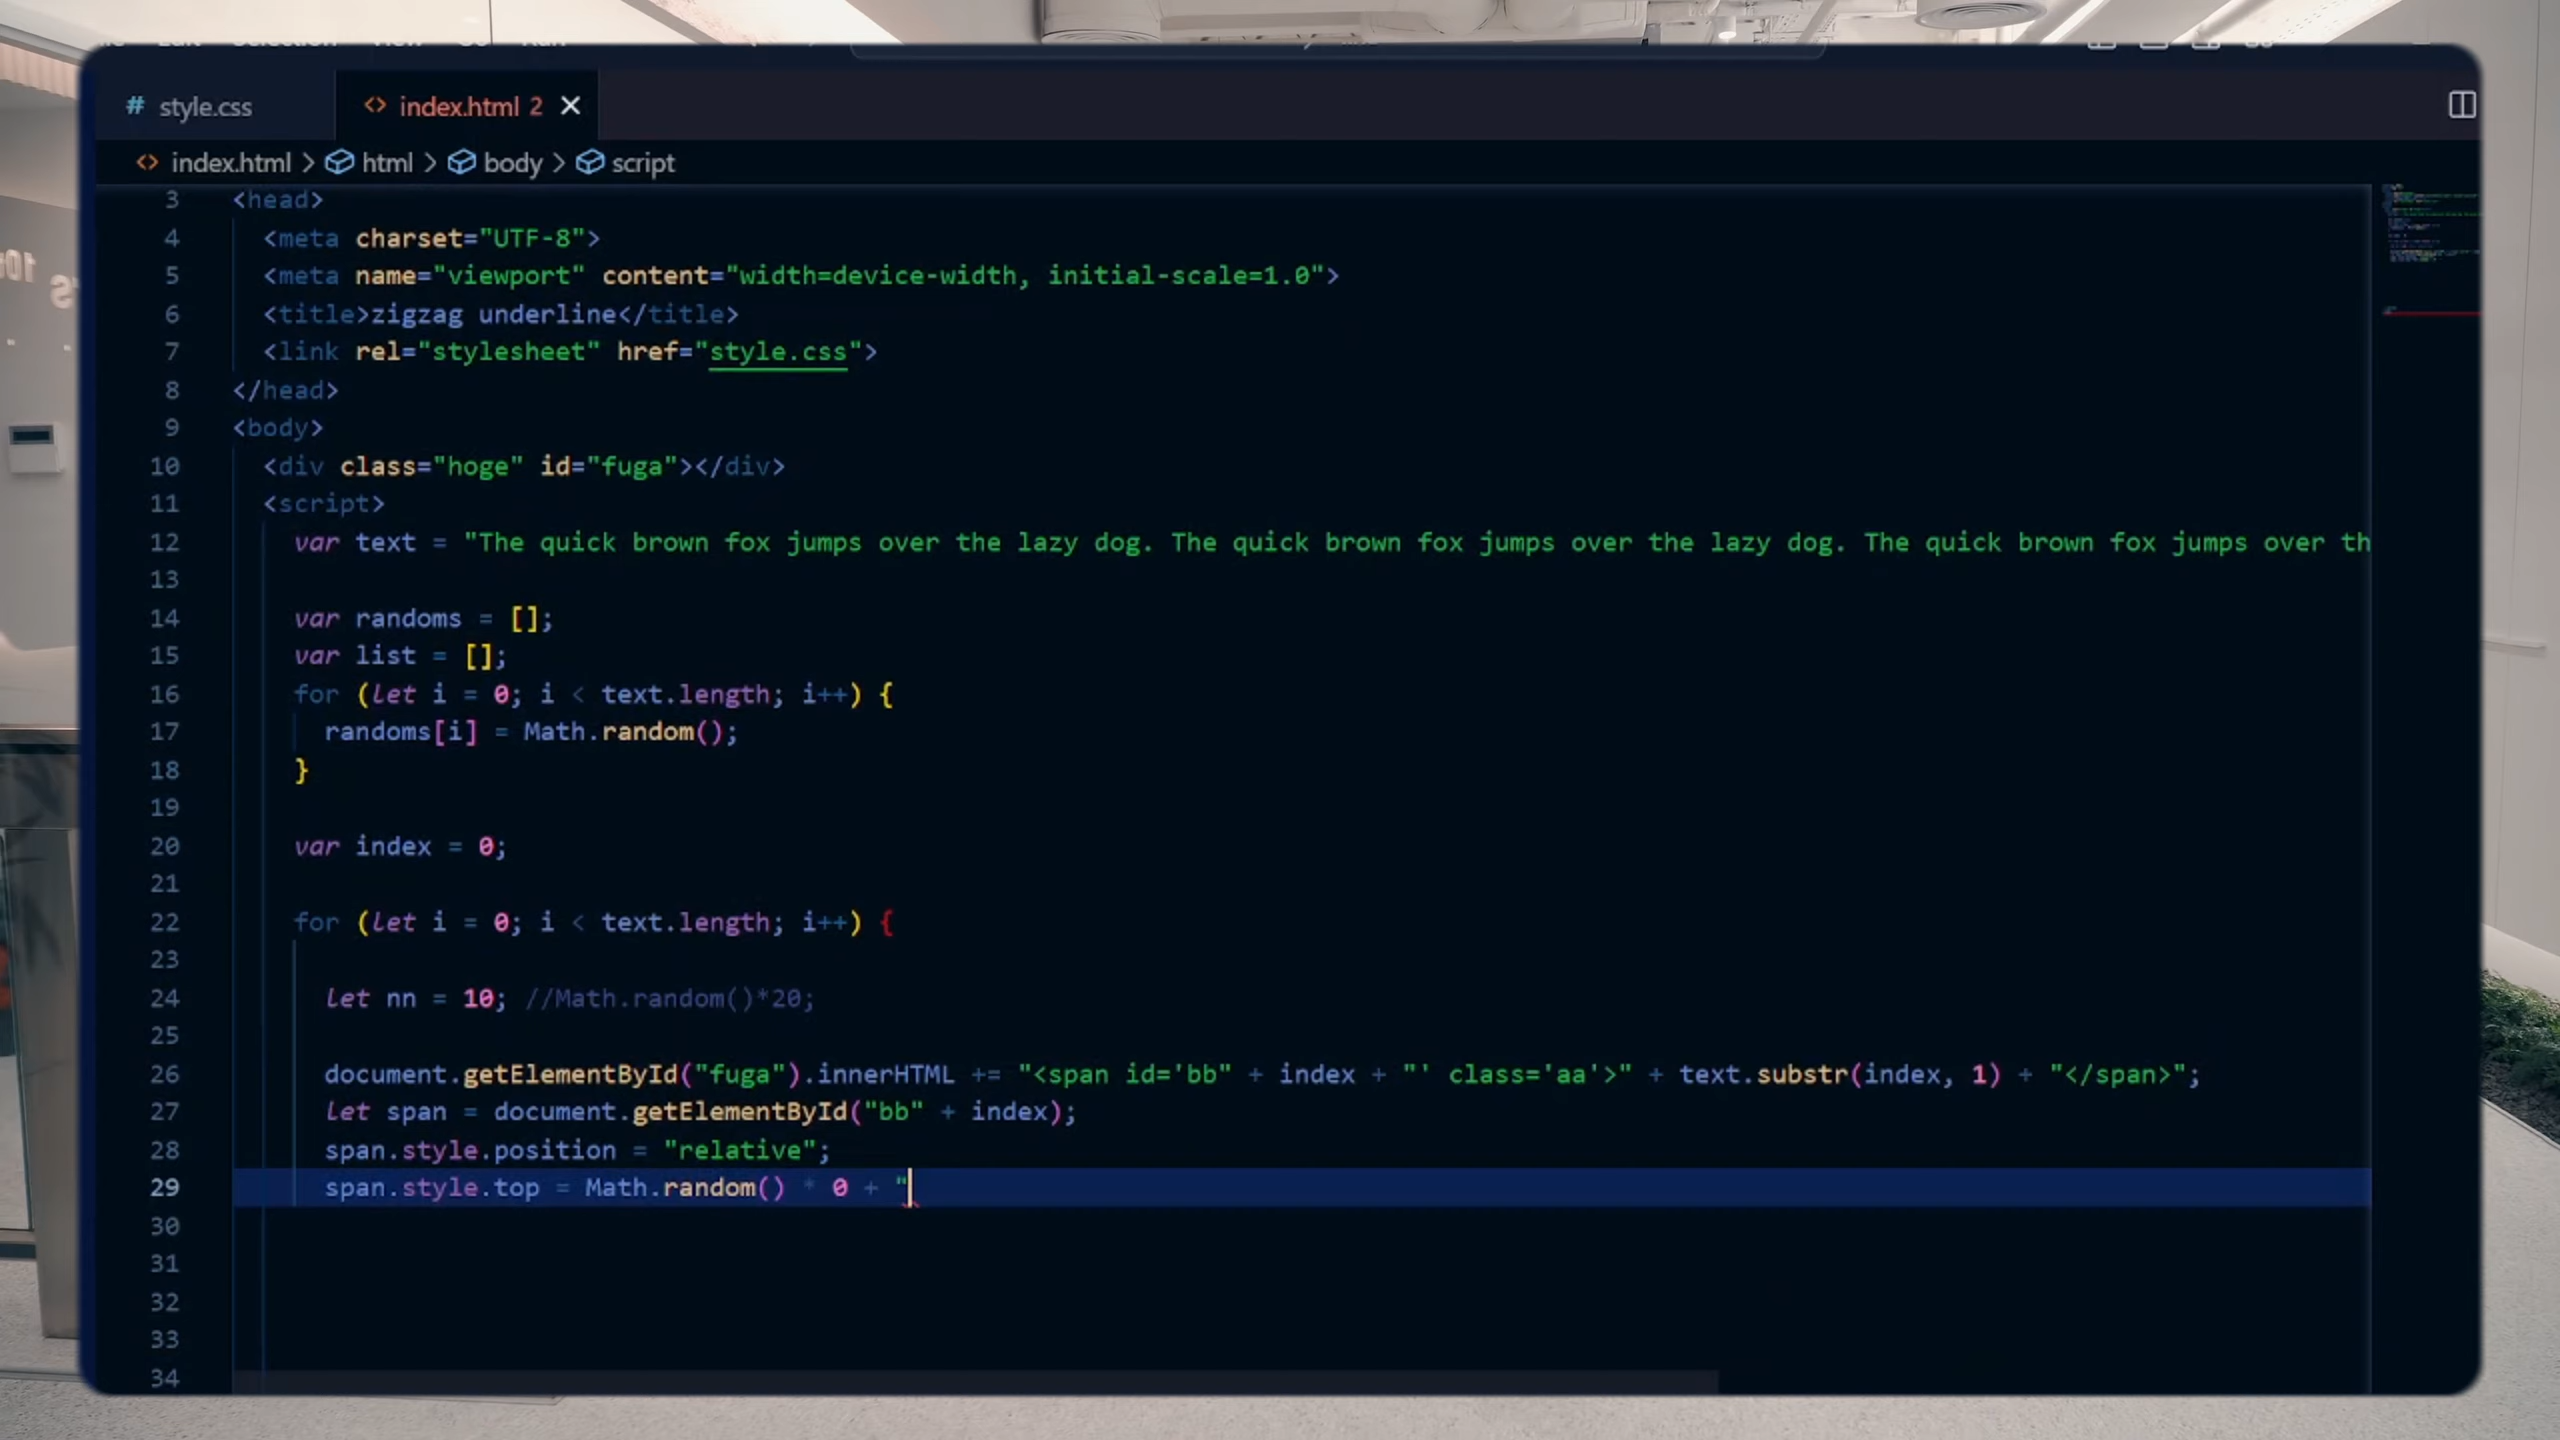 # style.css
<> index.html 2 ×
<> index.html > html > body > script
3 <head>
4 <meta charset="UTF-8">
5 <meta name="viewport" content="width=device-width, initial-scale=1.0">
6 <title>zigzag underline</title>
7 <link rel="stylesheet" href="style.css">
8 </head>
9 <body>
10 <div class="hoge" id="fuga"></div>
11 <script>
12 var text = "The quick brown fox jumps over the lazy dog. The quick brown fox jumps over the lazy dog. The quick brown fox jumps over th
13
14 var randoms = [];
15 var list = [];
16 for (let i = 0; i < text.length; i++) {
17 randoms[i] = Math.random();
18 }
19
20 var index = 0;
21
22 for (let i = 0; i < text.length; i++) {
23
24 let nn = 10; //Math.random()*20;
25
26 document.getElementById("fuga").innerHTML += "<span id='bb" + index + "' class='aa'>" + text.substr(index, 1) + "</span>";
27 let span = document.getElementById("bb" + index);
28 span.style.position = "relative";
29 span.style.top = Math.random() * 0 + "
30
31
32
33
34